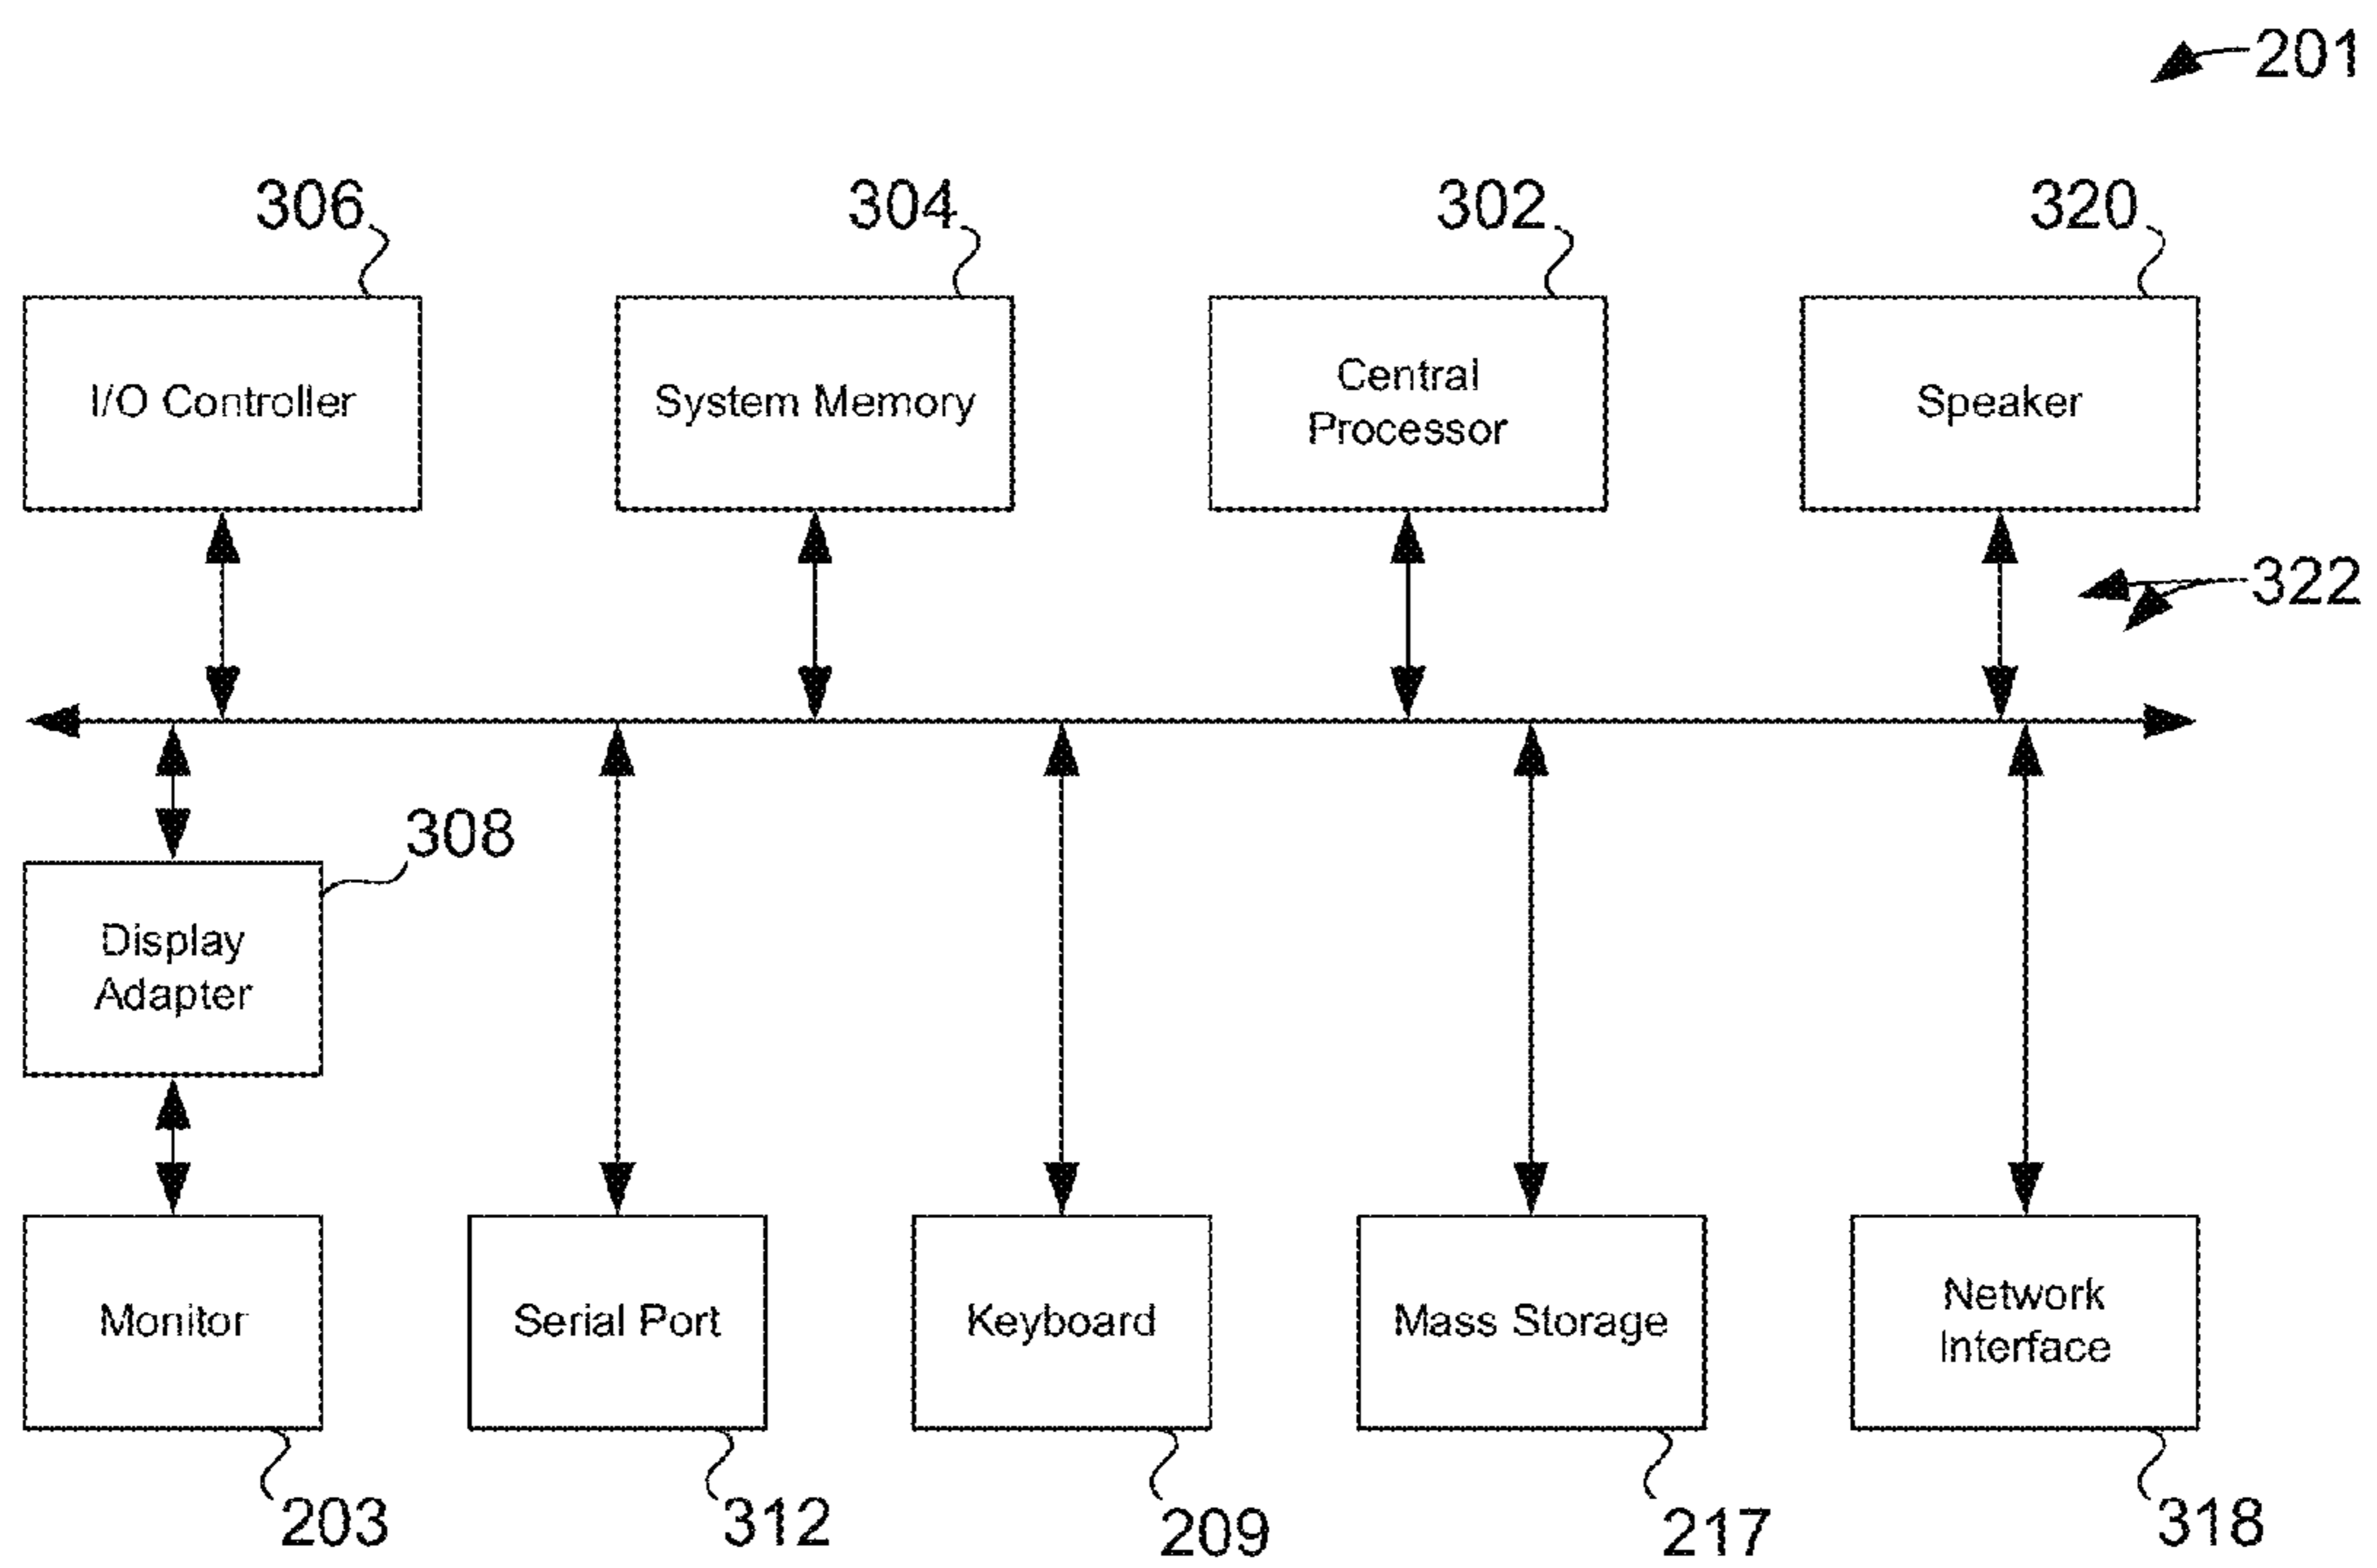 201
306
304
302
320
I/O Controller
System Memory
Central
Processor
Speaker
322
308
Display
Adapter
Monitor
Serial Port
Keyboard
Mass Storage
Network
Interface
203
312
209
217
318